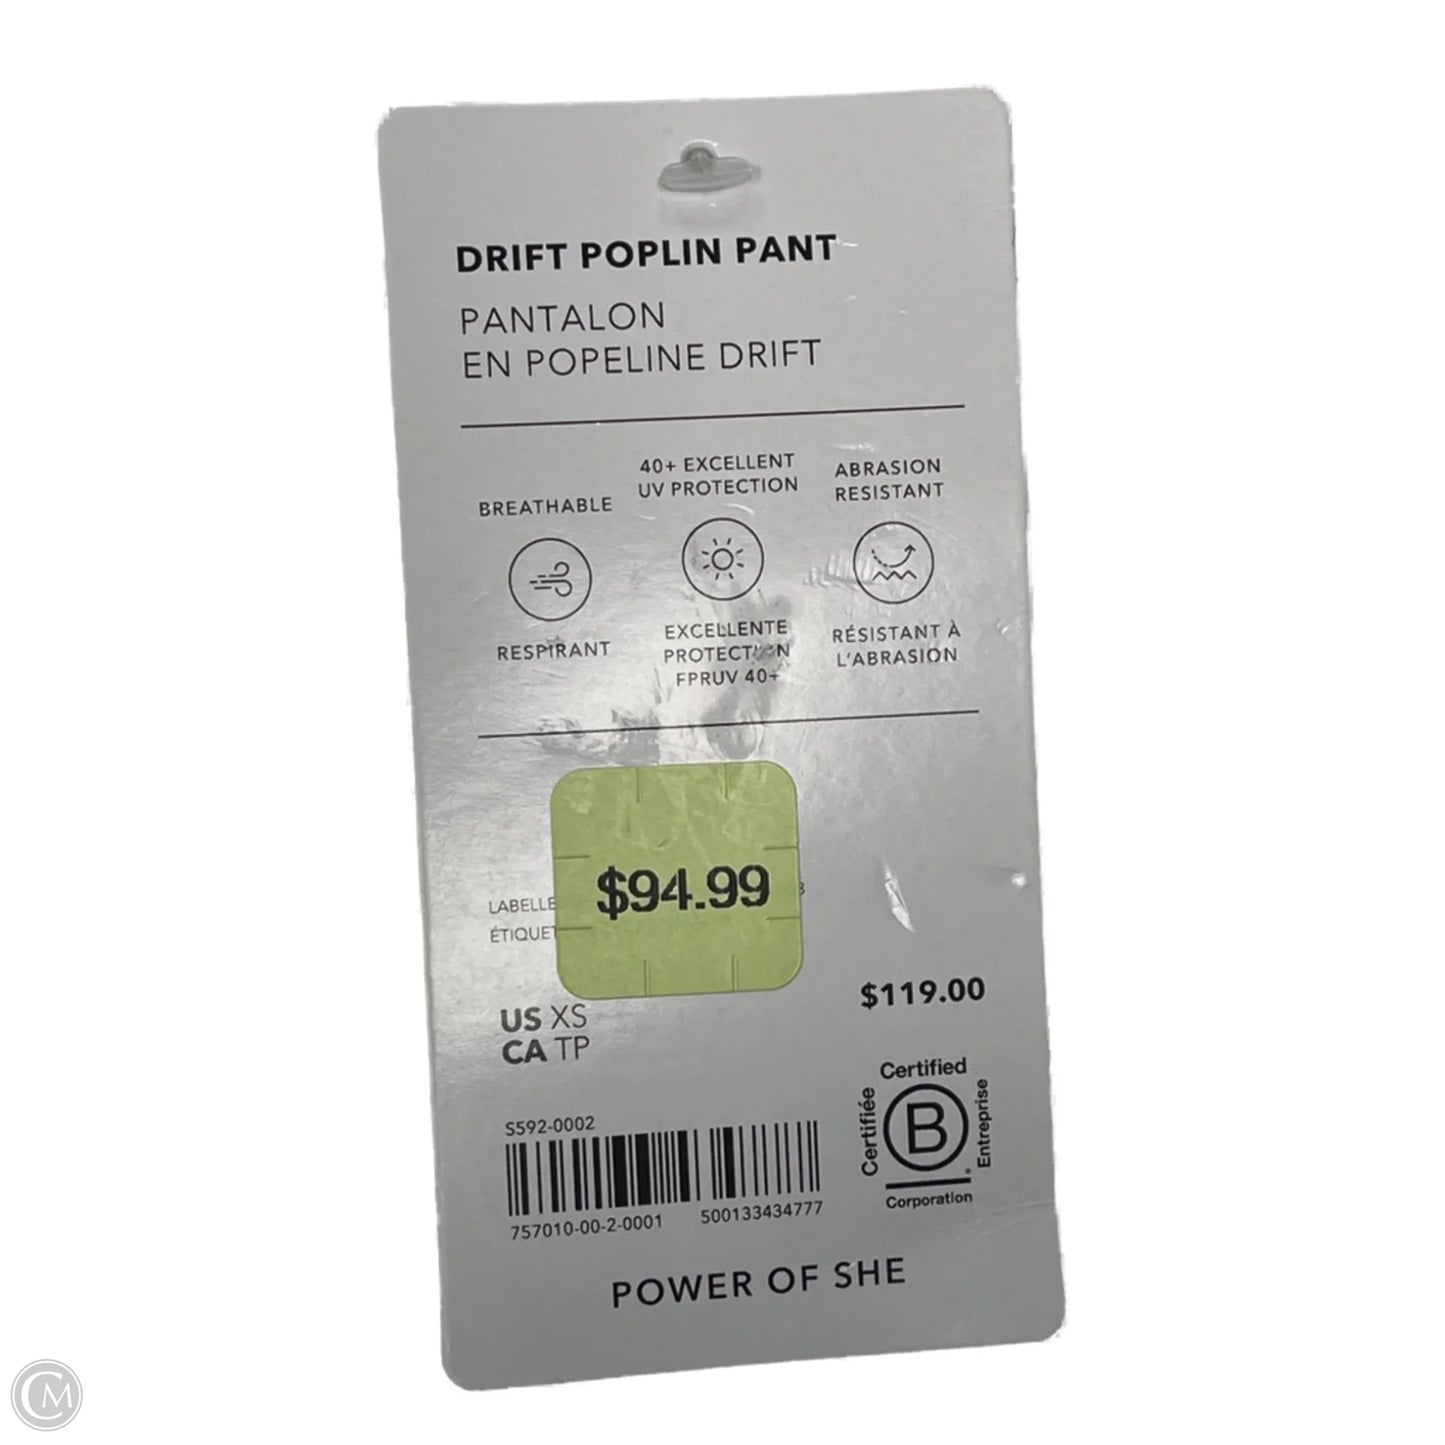 DRIFT POPLIN PANT
PANTALON
EN POPELINE DRIFT
BREATHABLE
RESPIRANT
40+ EXCELLENT
UV PROTECTION
EXCELLENTE
PROTECTION
FPRUV 40+
ABRASION
RESISTANT
RÉSISTANT À
L'ABRASION
$94.99
$119.00
US XS
CA TP
S592-0002
757010-00-2-0001 500133434777
Certified
Certifiée
B
Entreprise
Corporation
POWER OF SHE
CM